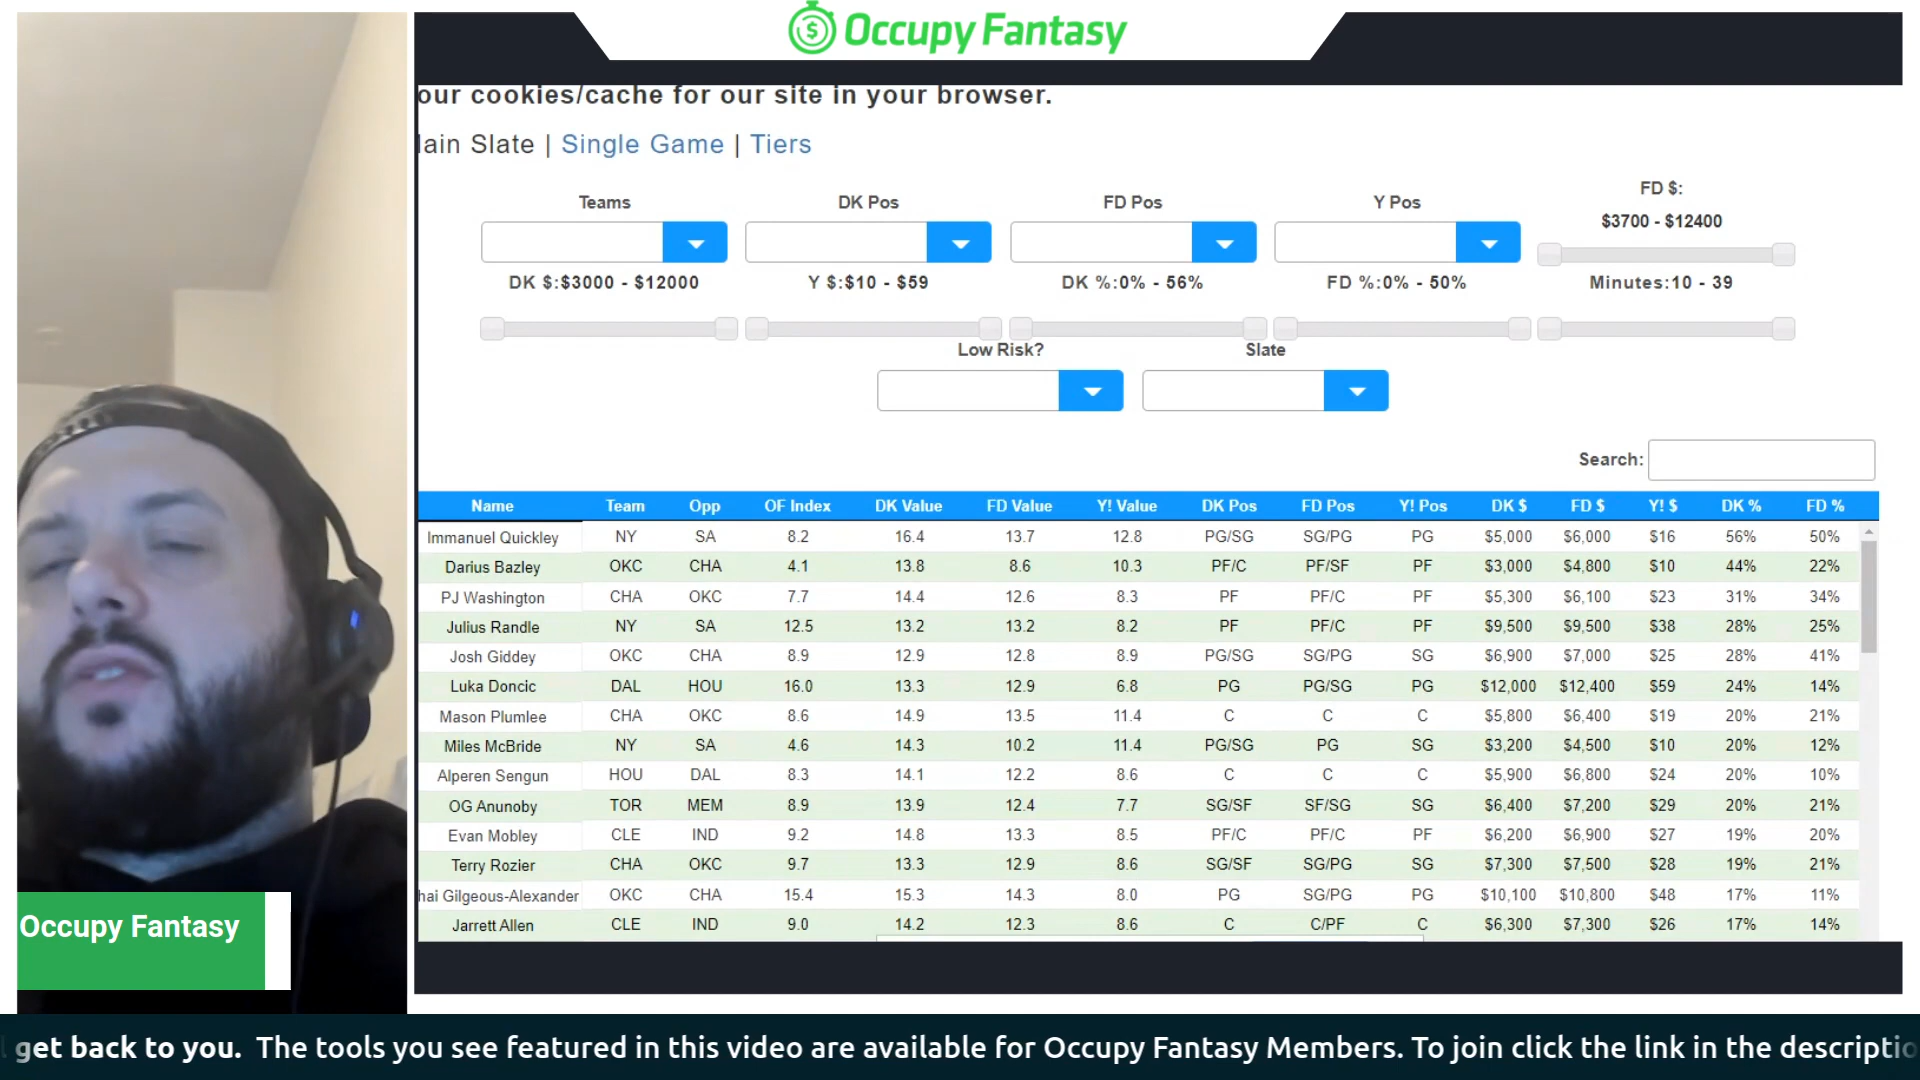 Occupy Fantasy
our cookies/cache for our site in your browser.
ain Slate | Single Game | Tiers
Teams DK Pos FD Pos Y Pos FD $:
$3700 - $12400
DK $:$3000 - $12000 Y $:$10 - $59 DK %:0% - 56% FD %:0% - 50% Minutes:10 - 39
Low Risk? Slate
Search:
Name Team Opp OF Index DK Value FD Value Y! Value DK Pos FD Pos Y! Pos DK $ FD $ Y! $ DK % FD %
Immanuel Quickley NY SA 8.2 16.4 13.7 12.8 PG/SG SG/PG PG $5,000 $6,000 $16 56% 50%
Darius Bazley OKC CHA 4.1 13.8 8.6 10.3 PF/C PF/SF PF $3,000 $4,800 $10 44% 22%
PJ Washington CHA OKC 7.7 14.4 12.6 8.3 PF PF/C PF $5,300 $6,100 $23 31% 34%
Julius Randle NY SA 12.5 13.2 13.2 8.2 PF PF/C PF $9,500 $9,500 $38 28% 25%
Josh Giddey OKC CHA 8.9 12.9 12.8 8.9 PG/SG SG/PG SG $6,900 $7,000 $25 28% 41%
Luka Doncic DAL HOU 16.0 13.3 12.9 6.8 PG PG/SG PG $12,000 $12,400 $59 24% 14%
Mason Plumlee CHA OKC 8.6 14.9 13.5 11.4 C C C $5,800 $6,400 $19 20% 21%
Miles McBride NY SA 4.6 14.3 10.2 11.4 PG/SG PG SG $3,200 $4,500 $10 20% 12%
Alperen Sengun HOU DAL 8.3 14.1 12.2 8.6 C C C $5,900 $6,800 $24 20% 10%
OG Anunoby TOR MEM 8.9 13.9 12.4 7.7 SG/SF SF/SG SG $6,400 $7,200 $29 20% 21%
Evan Mobley CLE IND 9.2 14.8 13.3 8.5 PF/C PF/C PF $6,200 $6,900 $27 19% 20%
Terry Rozier CHA OKC 9.7 13.3 12.9 8.6 SG/SF SG/PG SG $7,300 $7,500 $28 19% 21%
hai Gilgeous-Alexander OKC CHA 15.4 15.3 14.3 8.0 PG SG/PG PG $10,100 $10,800 $48 17% 11%
Jarrett Allen CLE IND 9.0 14.2 12.3 8.6 C C/PF C $6,300 $7,300 $26 17% 14%
Occupy Fantasy
get back to you. The tools you see featured in this video are available for Occupy Fantasy Members. To join click the link in the descriptio